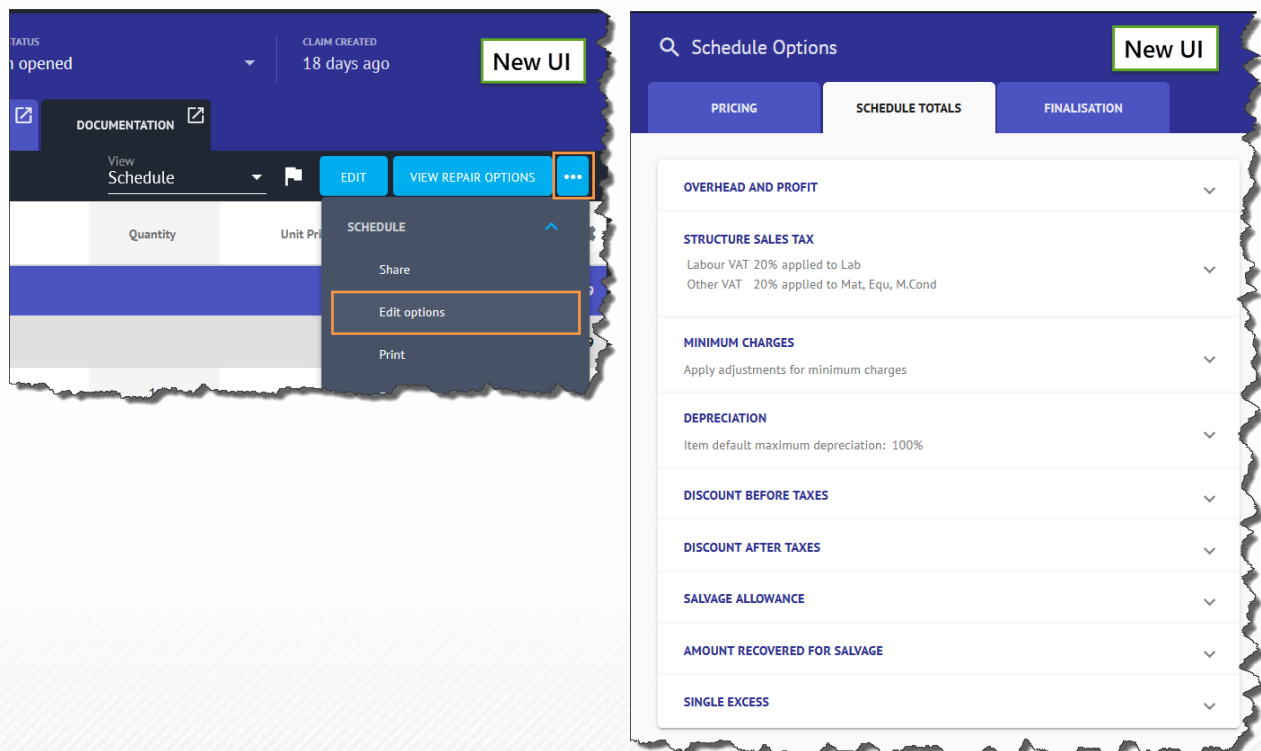 STATUS
opened
CLAIM CREATED
18 days ago
New UI
DOCUMENTATION
View
Schedule
EDIT
VIEW REPAIR OPTIONS
Quantity
Unit Pri
SCHEDULE
Share
Edit options
Print
Schedule Options
New UI
PRICING
SCHEDULE TOTALS
FINALISATION
OVERHEAD AND PROFIT
STRUCTURE SALES TAX
Labour VAT 20% applied to Lab
Other VAT 20% applied to Mat, Equ, M.Cond
MINIMUM CHARGES
Apply adjustments for minimum charges
DEPRECIATION
Item default maximum depreciation: 100%
DISCOUNT BEFORE TAXES
DISCOUNT AFTER TAXES
SALVAGE ALLOWANCE
AMOUNT RECOVERED FOR SALVAGE
SINGLE EXCESS